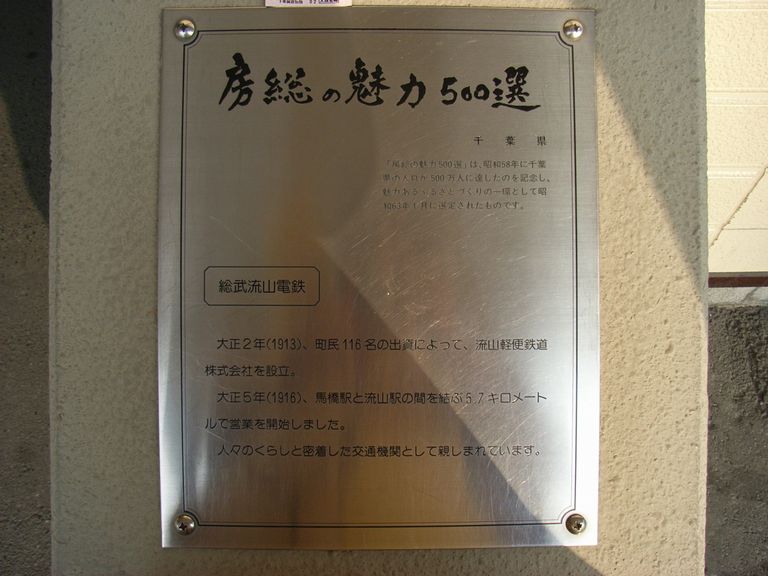 房総の魅力500選
千葉県
「房総の魅力500選」は、昭和58年に千葉
県の人口が500万人に達したのを記念し、
魅力あるふるさとづくりの一環として昭
和63年1月に選定されたものです。
総武流山電鉄
大正2年(1913)、町民116名の出資によって、流山軽便鉄道
株式会社を設立。
大正5年(1916)、馬橋駅と流山駅の間を結ぶ5.7キロメート
ルで営業を開始しました。
人々のくらしと密着した交通機関として親しまれています。